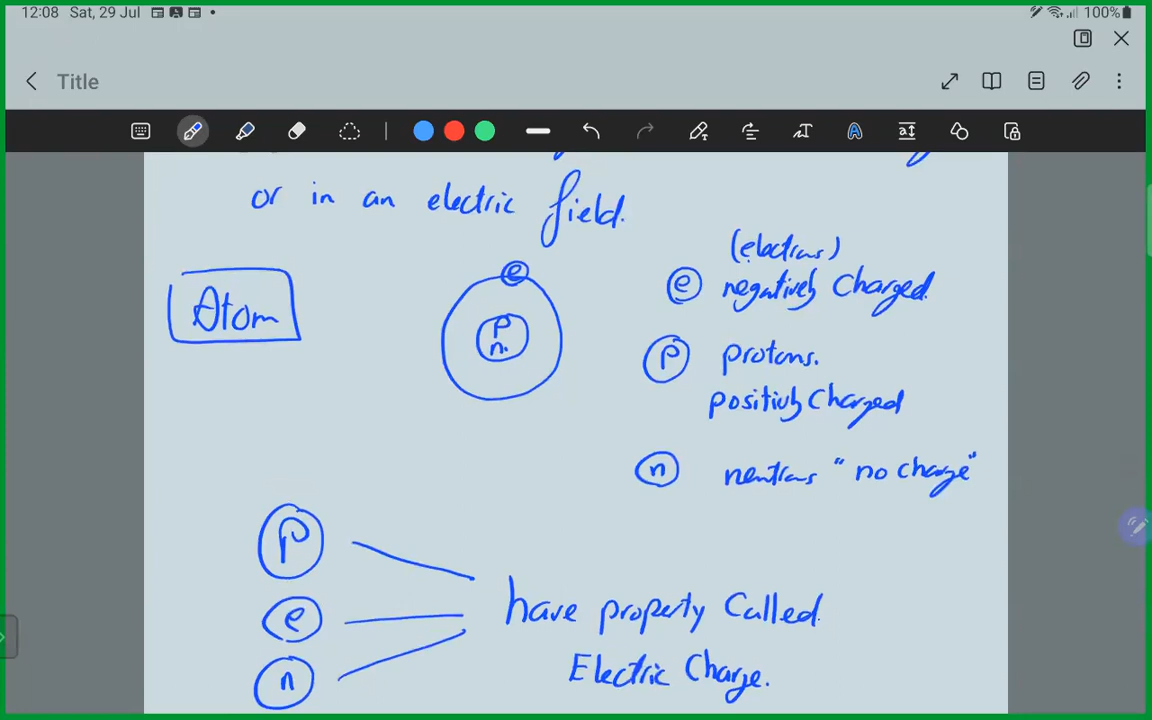 12:08 Sat, 29 Jul
100%
Title
or in an electric field.
Atom
e
p
n
(electrons)
e negatively Charged.
p protons.
positively Charged
n neutrons "no charge"
p
e
n
have property Called
Electric Charge.